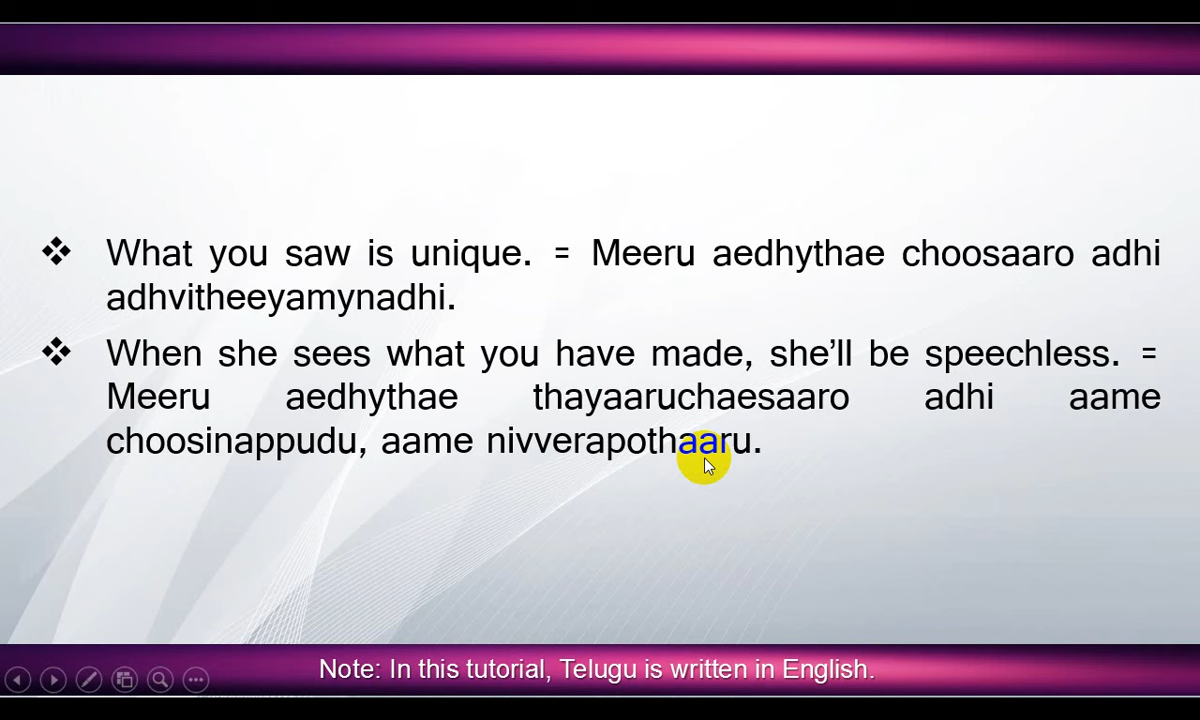 ❖ What you saw is unique. = Meeru aedhythae choosaaro adhi
adhvitheeyamynadhi.
❖ When she sees what you have made, she’ll be speechless. =
Meeru aedhythae thayaaruchaesaaro adhi aame
choosinappudu, aame nivverapothaaru.
Note: In this tutorial, Telugu is written in English.